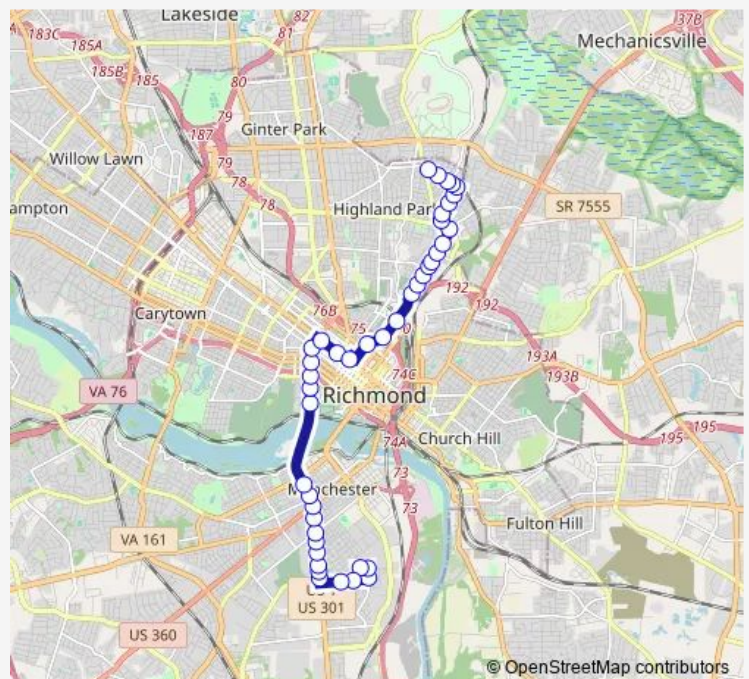 Lakeside
82
81
37B
183C
185A
Mechanicsville
185B
185
80
79
Ginter Park
187
Willow Lawn
79
78
78
ampton
Highland Par
SR 7555
192
192
Carytown
76B
75
193A
74C
193B
VA 76
Richmond
74A
Church Hill
195
195
73
Manchester
73
Fulton Hill
VA 161
US 301
US 360
© OpenStreetMap contributors